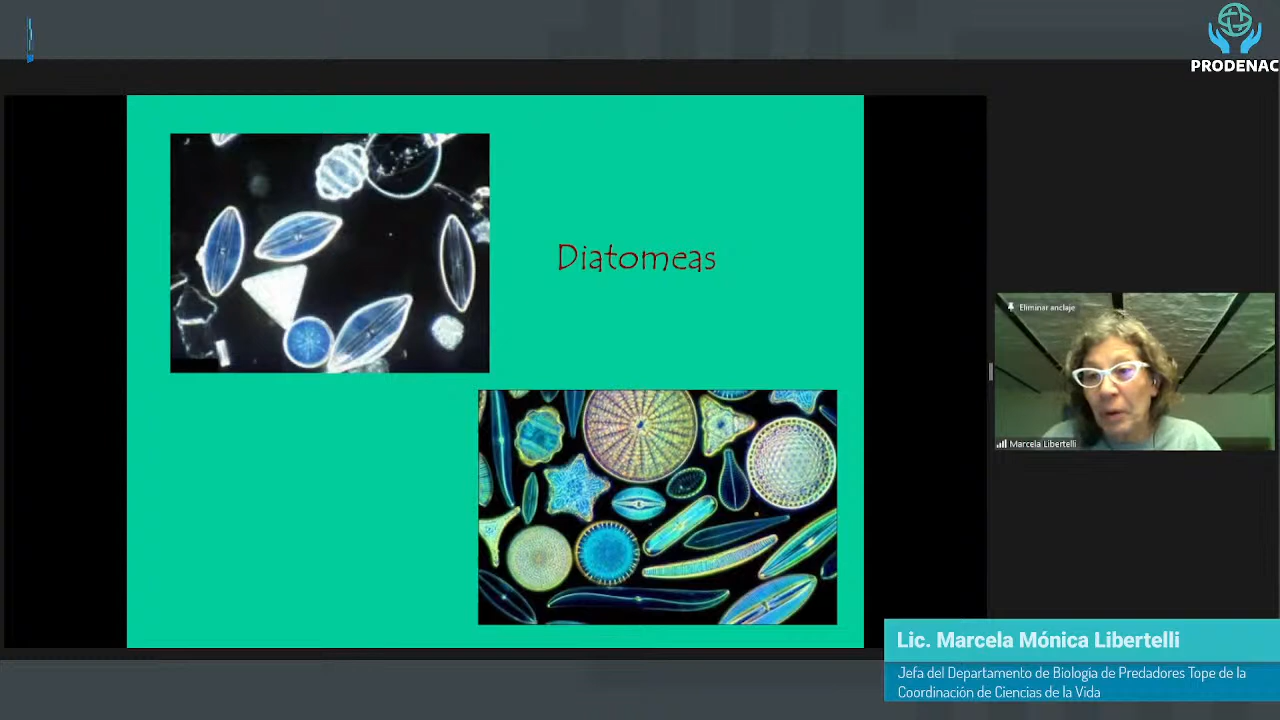 PRODENAC
Diatomeas
Eliminar anclaje
Marcela Libertelli
Lic. Marcela Mónica Libertelli
Jefa del Departamento de Biología de Predadores Tope de la
Coordinación de Ciencias de la Vida